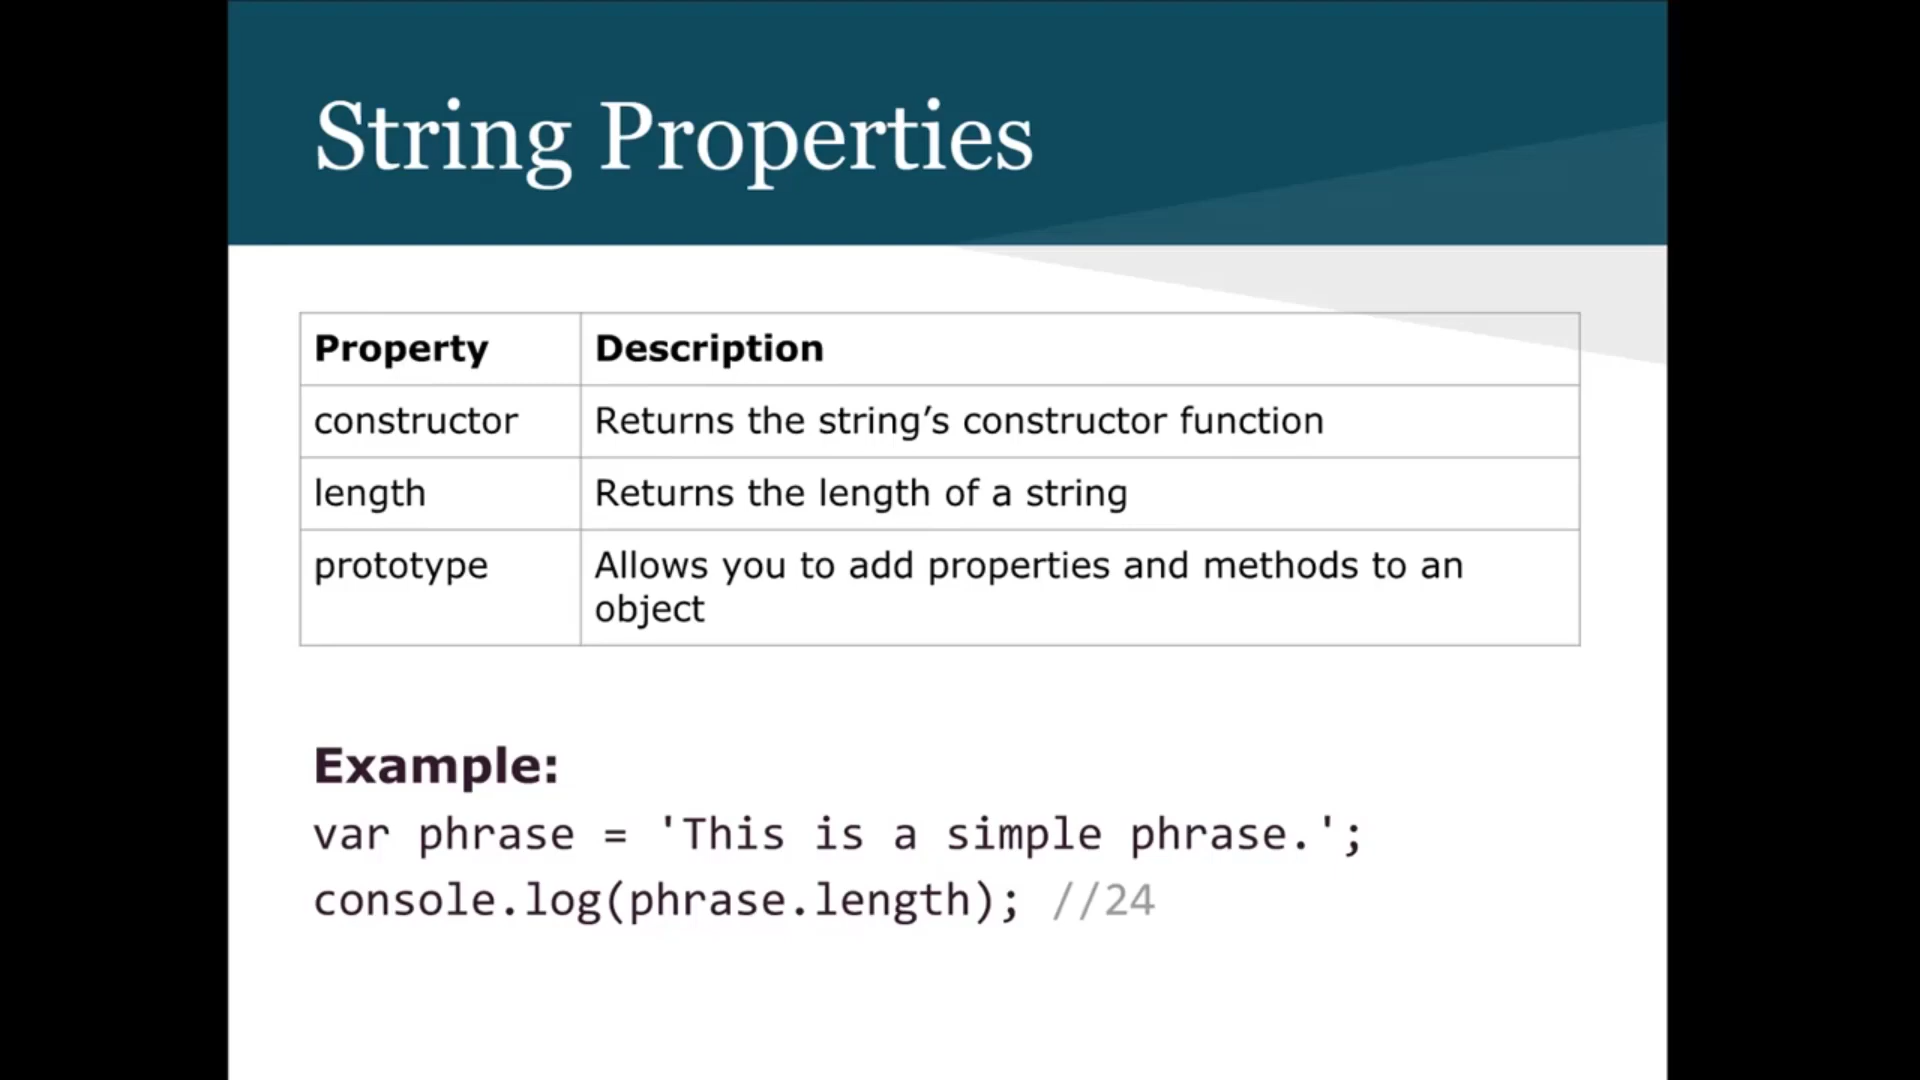 String Properties
Property Description
constructor Returns the string’s constructor function
length Returns the length of a string
prototype Allows you to add properties and methods to an
object
Example:
var phrase = 'This is a simple phrase.';
console.log(phrase.length); //24